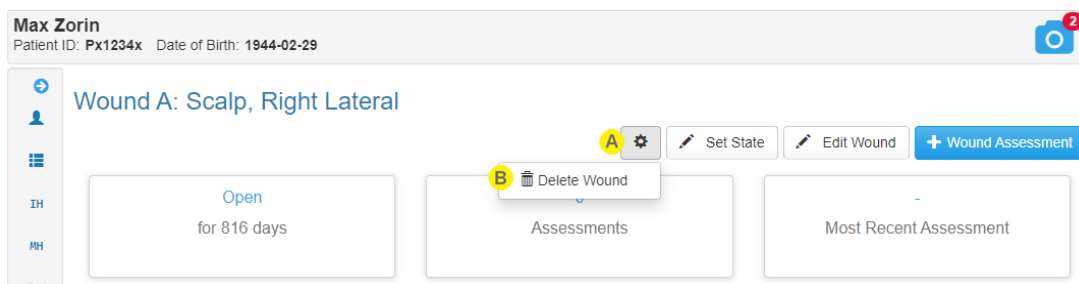 Max Zorin
Patient ID: Px1234x Date of Birth: 1944-02-29
2
Wound A: Scalp, Right Lateral
A Set State Edit Wound + Wound Assessment
B Delete Wound
Open
for 816 days
Assessments
-
Most Recent Assessment
IH
MH